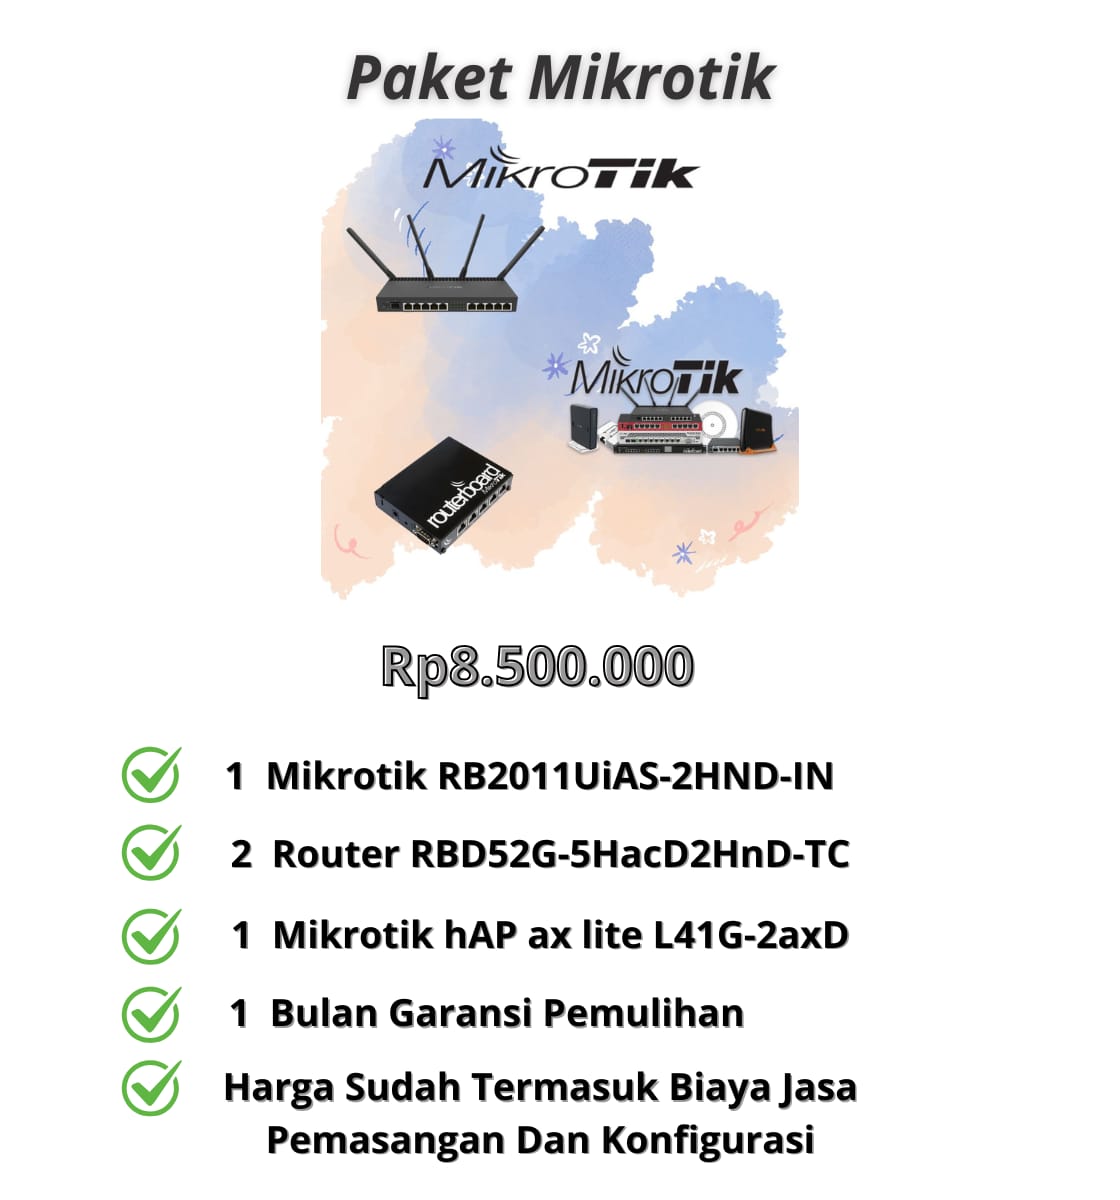 Paket Mikrotik
MikroTik
MikroTik
routerboard
MikroTik
Rp8.500.000
1 Mikrotik RB2011UiAS-2HND-IN
2 Router RBD52G-5HacD2HnD-TC
1 Mikrotik hAP ax lite L41G-2axD
1 Bulan Garansi Pemulihan
Harga Sudah Termasuk Biaya Jasa
Pemasangan Dan Konfigurasi